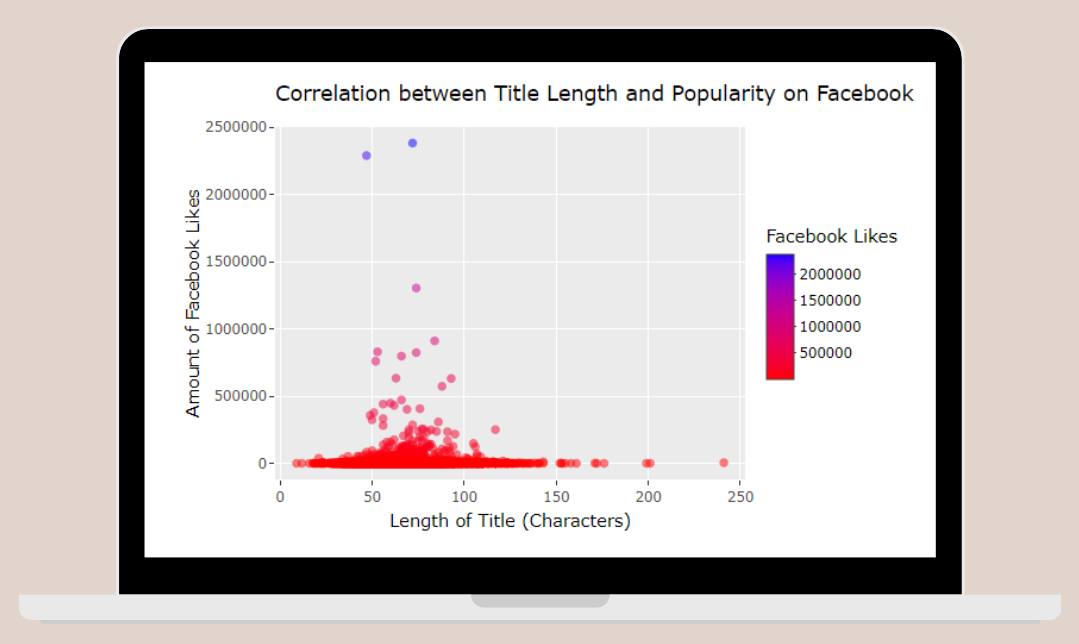 Correlation between Title Length and Popularity on Facebook
2500000
2000000
1500000
1000000
500000
0
Amount of Facebook Likes
0 50 100 150 200 250
Length of Title (Characters)
Facebook Likes
2000000
1500000
1000000
500000